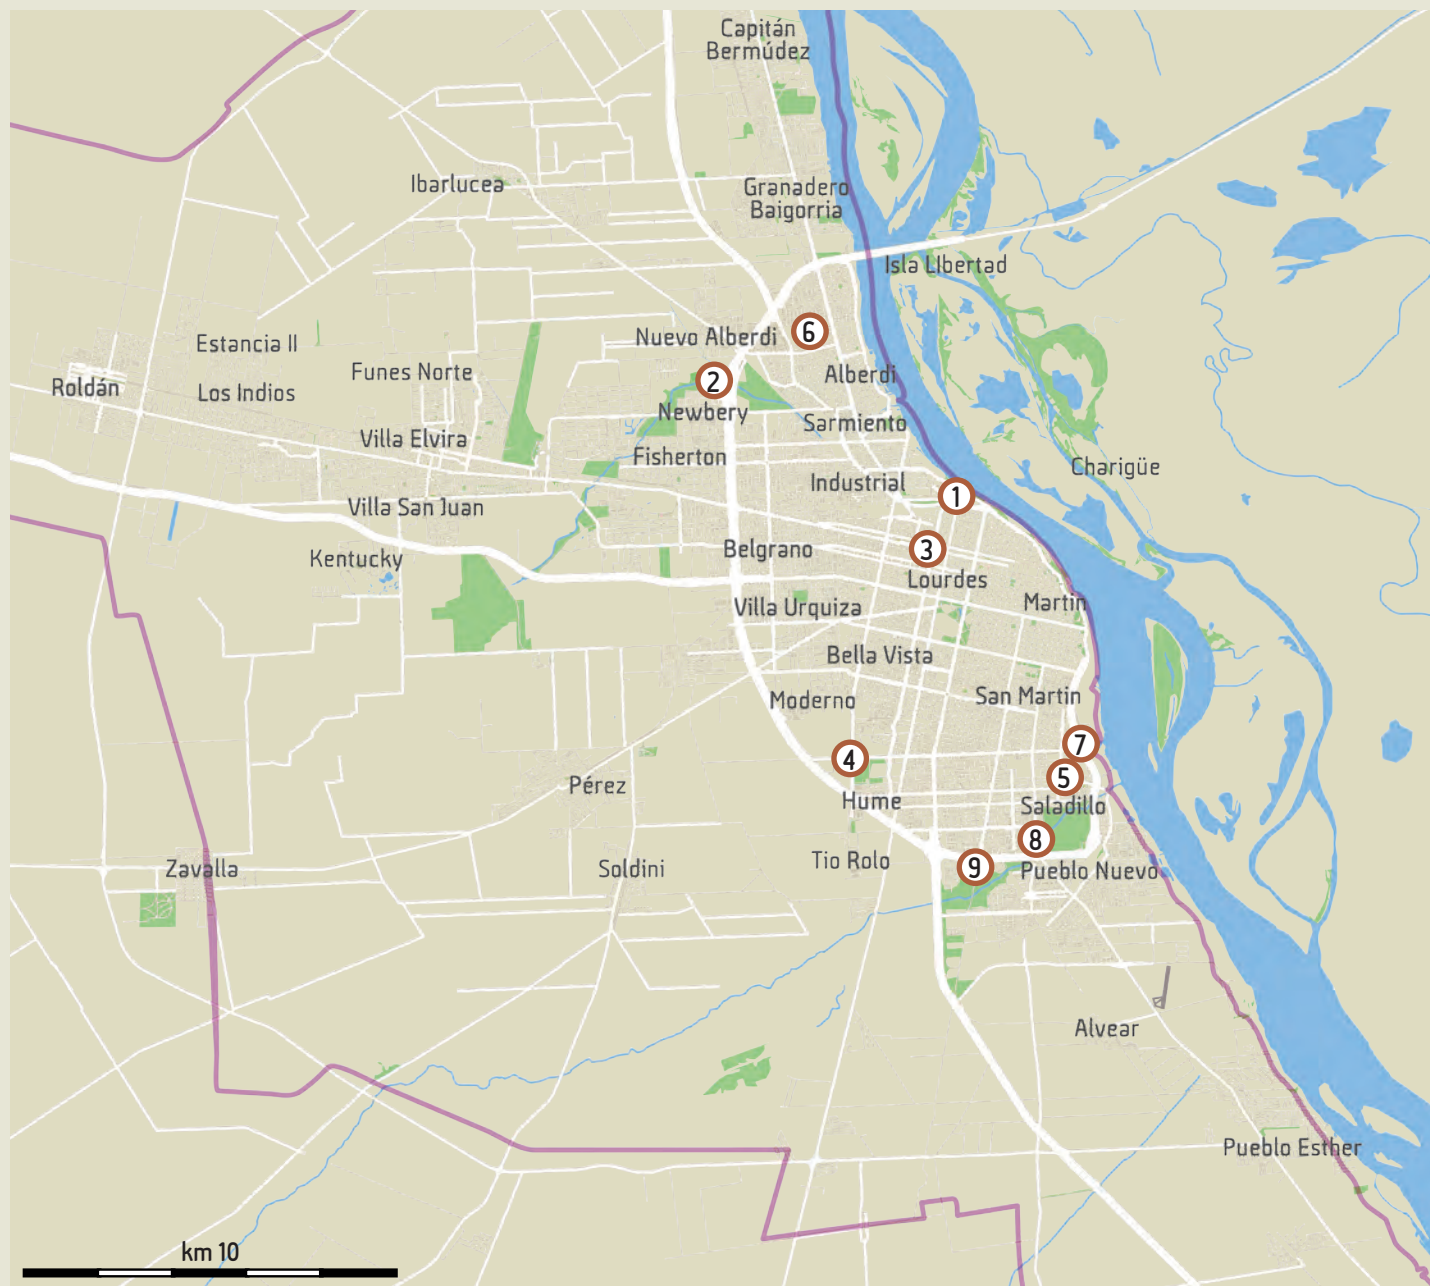 Capitán
Bermúdez
Ibarlucea
Granadero
Baigorria
Isla LIbertad
6
Nuevo Alberdi
Estancia II
Funes Norte
2
Alberdi
Roldán
Los Indios
Newbery
Sarmiento
Villa Elvira
Fisherton
Charigüe
Industrial
1
Villa San Juan
3
Belgrano
Kentucky
Lourdes
Martin
Villa Urquiza
Bella Vista
San Martin
Moderno
7
4
5
Pérez
Hume
Saladillo
8
Tio Rolo
9
Zavalla
Soldini
Pueblo Nuevo
Alvear
Pueblo Esther
km 10